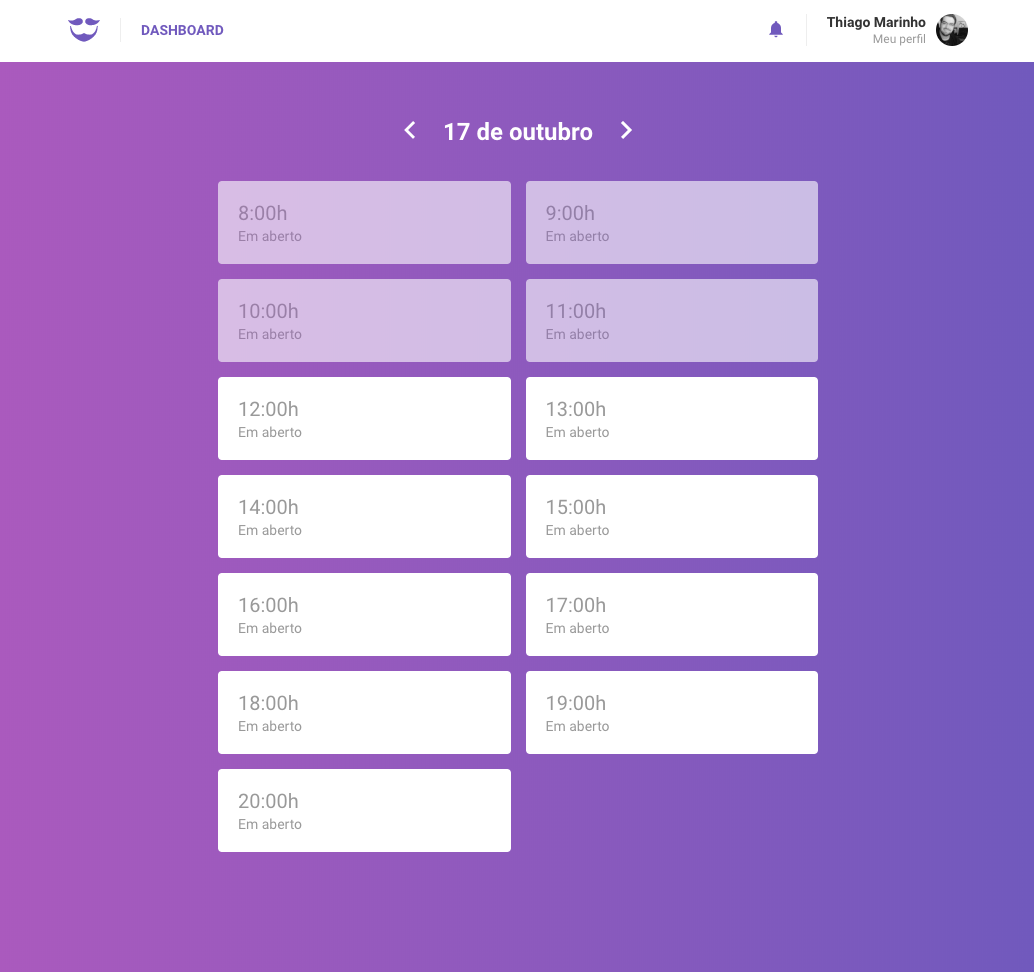 DASHBOARD
Thiago Marinho
Meu perfil
17 de outubro
8:00h
Em aberto
9:00h
Em aberto
10:00h
Em aberto
11:00h
Em aberto
12:00h
Em aberto
13:00h
Em aberto
14:00h
Em aberto
15:00h
Em aberto
16:00h
Em aberto
17:00h
Em aberto
18:00h
Em aberto
19:00h
Em aberto
20:00h
Em aberto